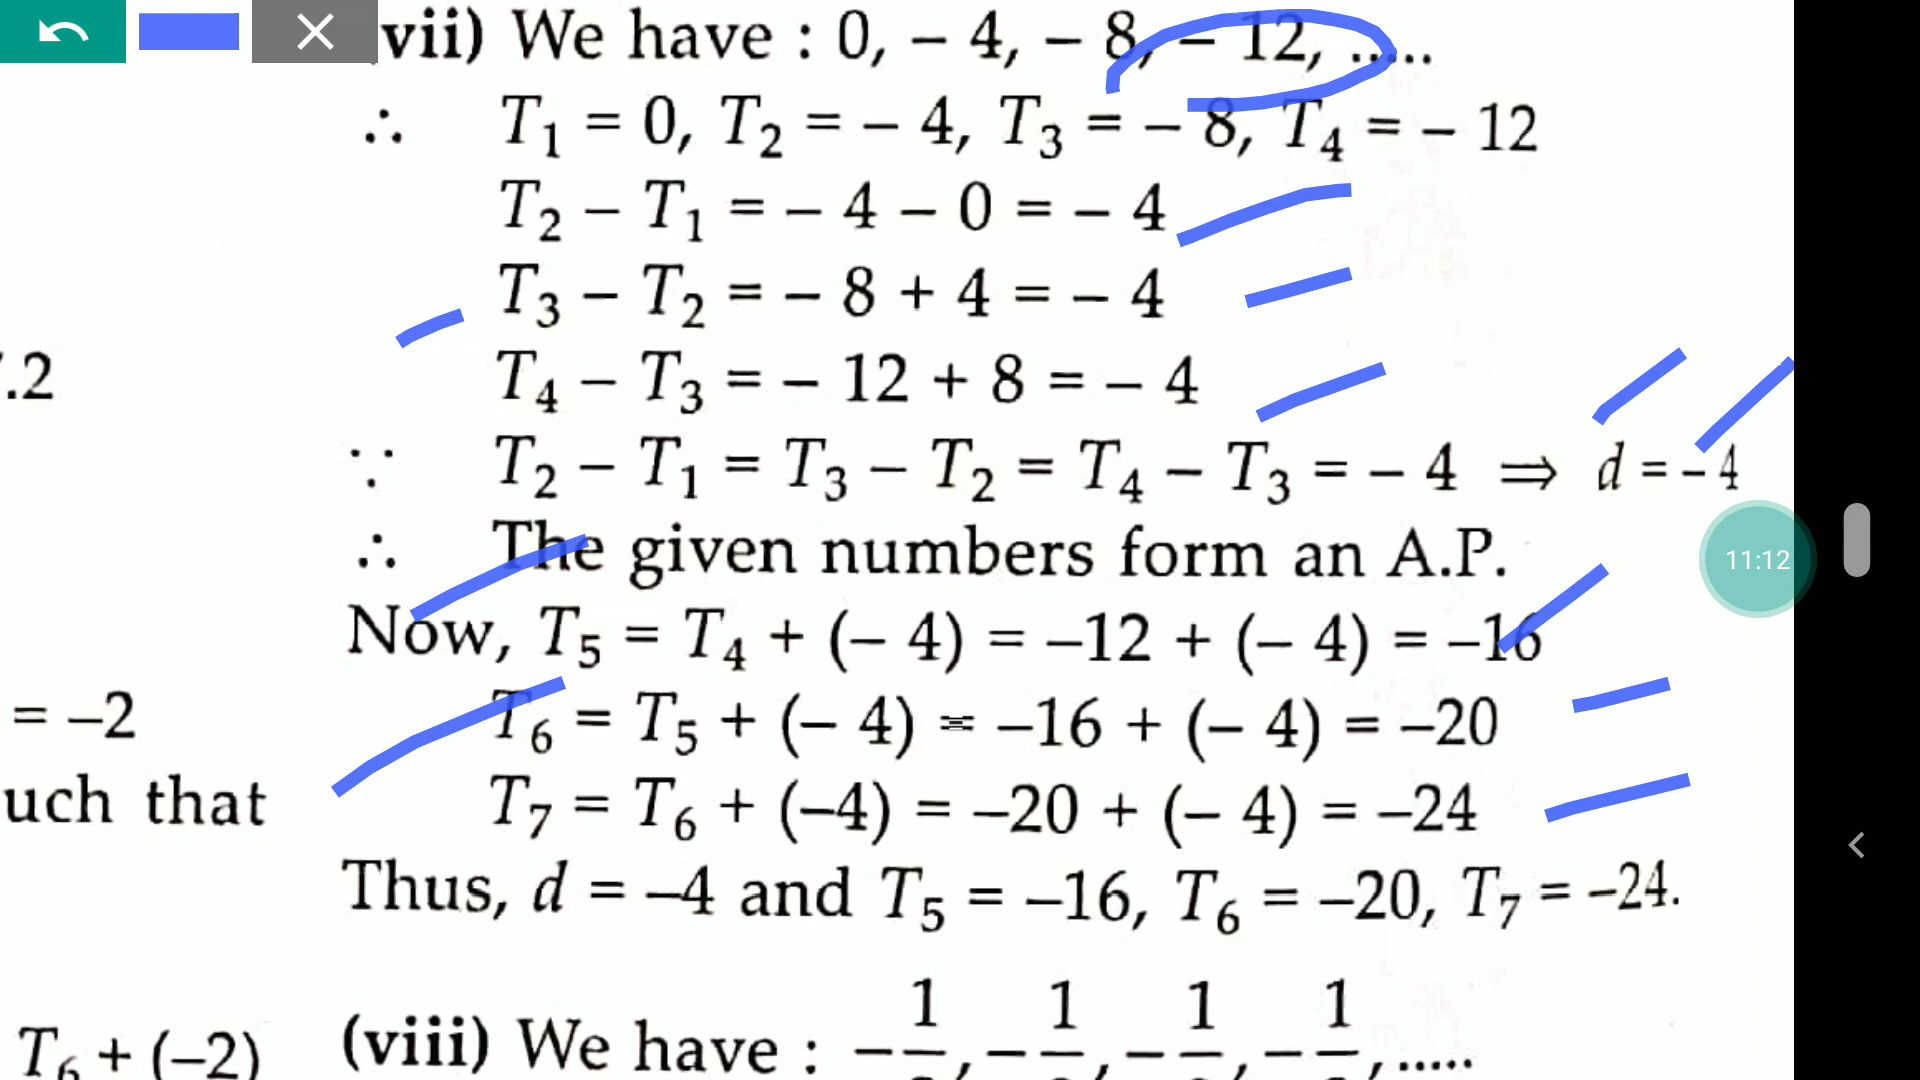 vii) We have : 0, – 4, – 8, – 12, .....
∴ T₁ = 0, T₂ = – 4, T₃ = – 8, T₄ = – 12
T₂ – T₁ = – 4 – 0 = – 4
T₃ – T₂ = – 8 + 4 = – 4
.2
T₄ – T₃ = – 12 + 8 = – 4
∵ T₂ – T₁ = T₃ – T₂ = T₄ – T₃ = – 4 ⇒ d = – 4
∴ The given numbers form an A.P.
11:12
Now, T₅ = T₄ + (– 4) = –12 + (– 4) = –16
= –2
T₆ = T₅ + (– 4) = –16 + (– 4) = –20
uch that
T₇ = T₆ + (–4) = –20 + (– 4) = –24
Thus, d = –4 and T₅ = –16, T₆ = –20, T₇ = –24.
T₆ + (–2)
(viii) We have :